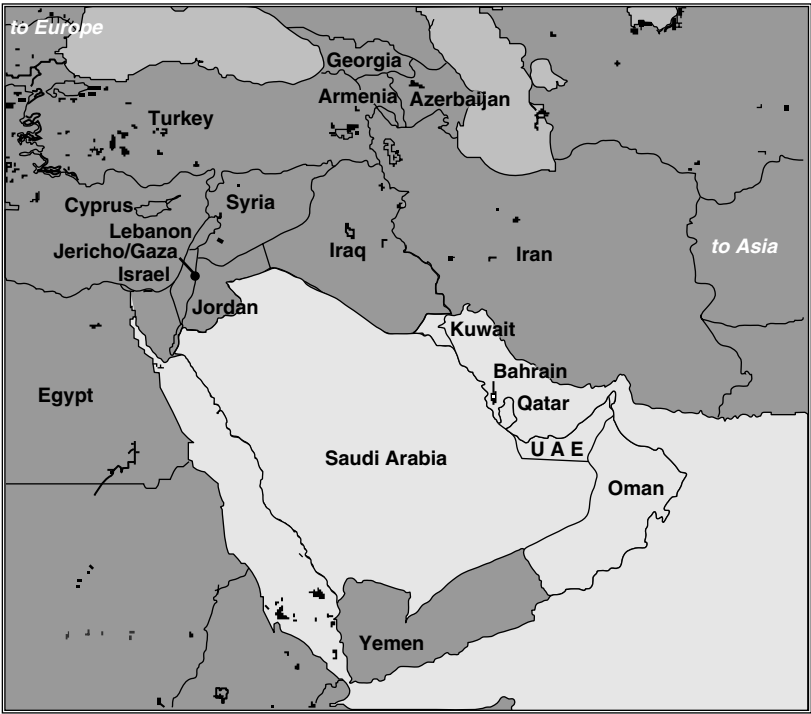 to Europe
Georgia
Armenia
Azerbaijan
Turkey
Cyprus
Syria
Lebanon
Jericho/Gaza
Israel
Iraq
Iran
to Asia
Jordan
Kuwait
Bahrain
Egypt
Qatar
U A E
Saudi Arabia
Oman
Yemen